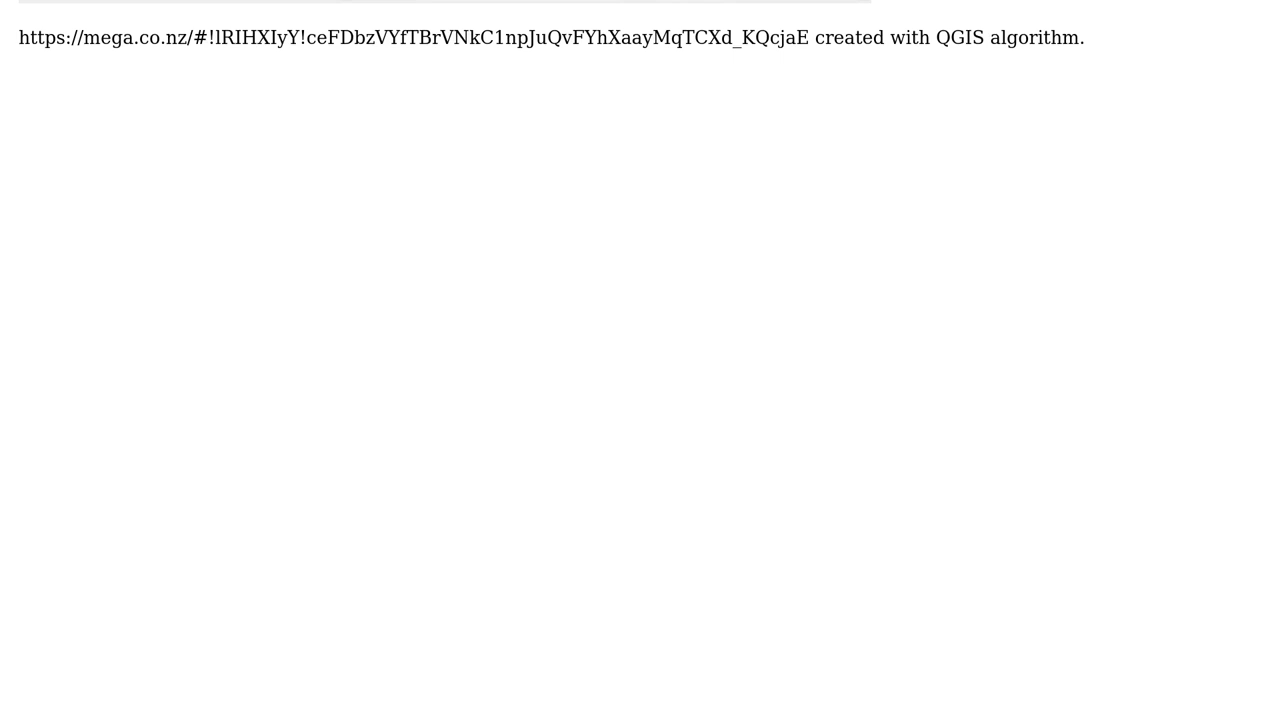 https://mega.co.nz/#!lRIHXIyY!ceFDbzVYfTBrVNkC1npJuQvFYhXaayMqTCXd_KQcjaE created with QGIS algorithm.